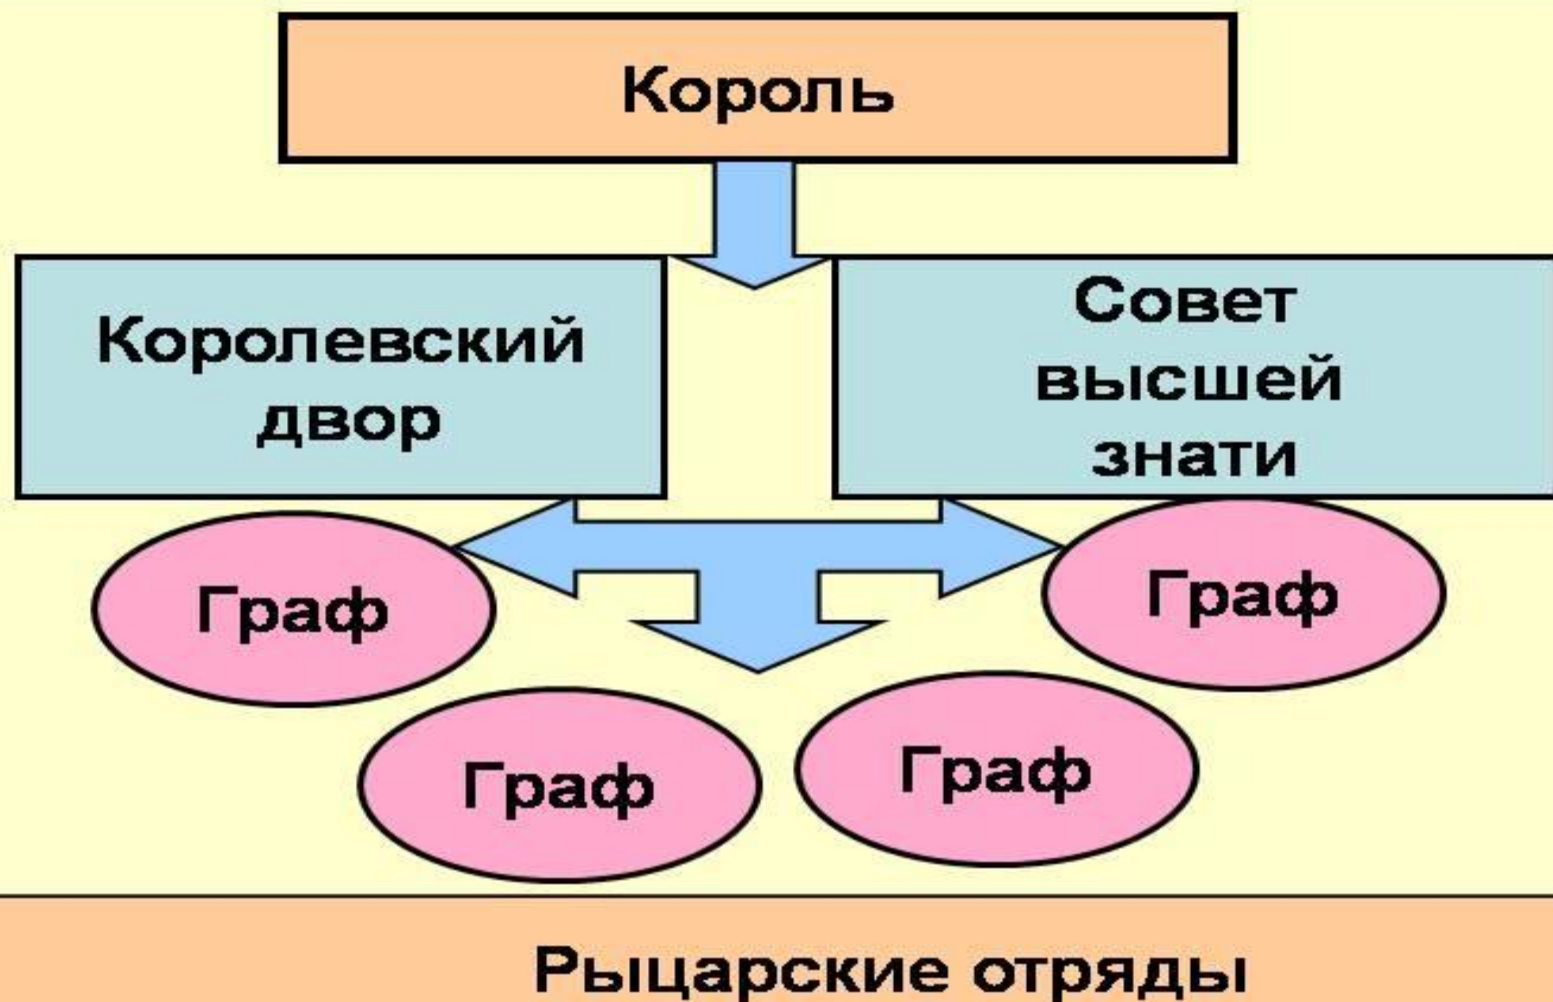 Король
Королевский
двор
Совет
высшей
знати
Граф
Граф
Граф
Граф
Рыцарские отряды